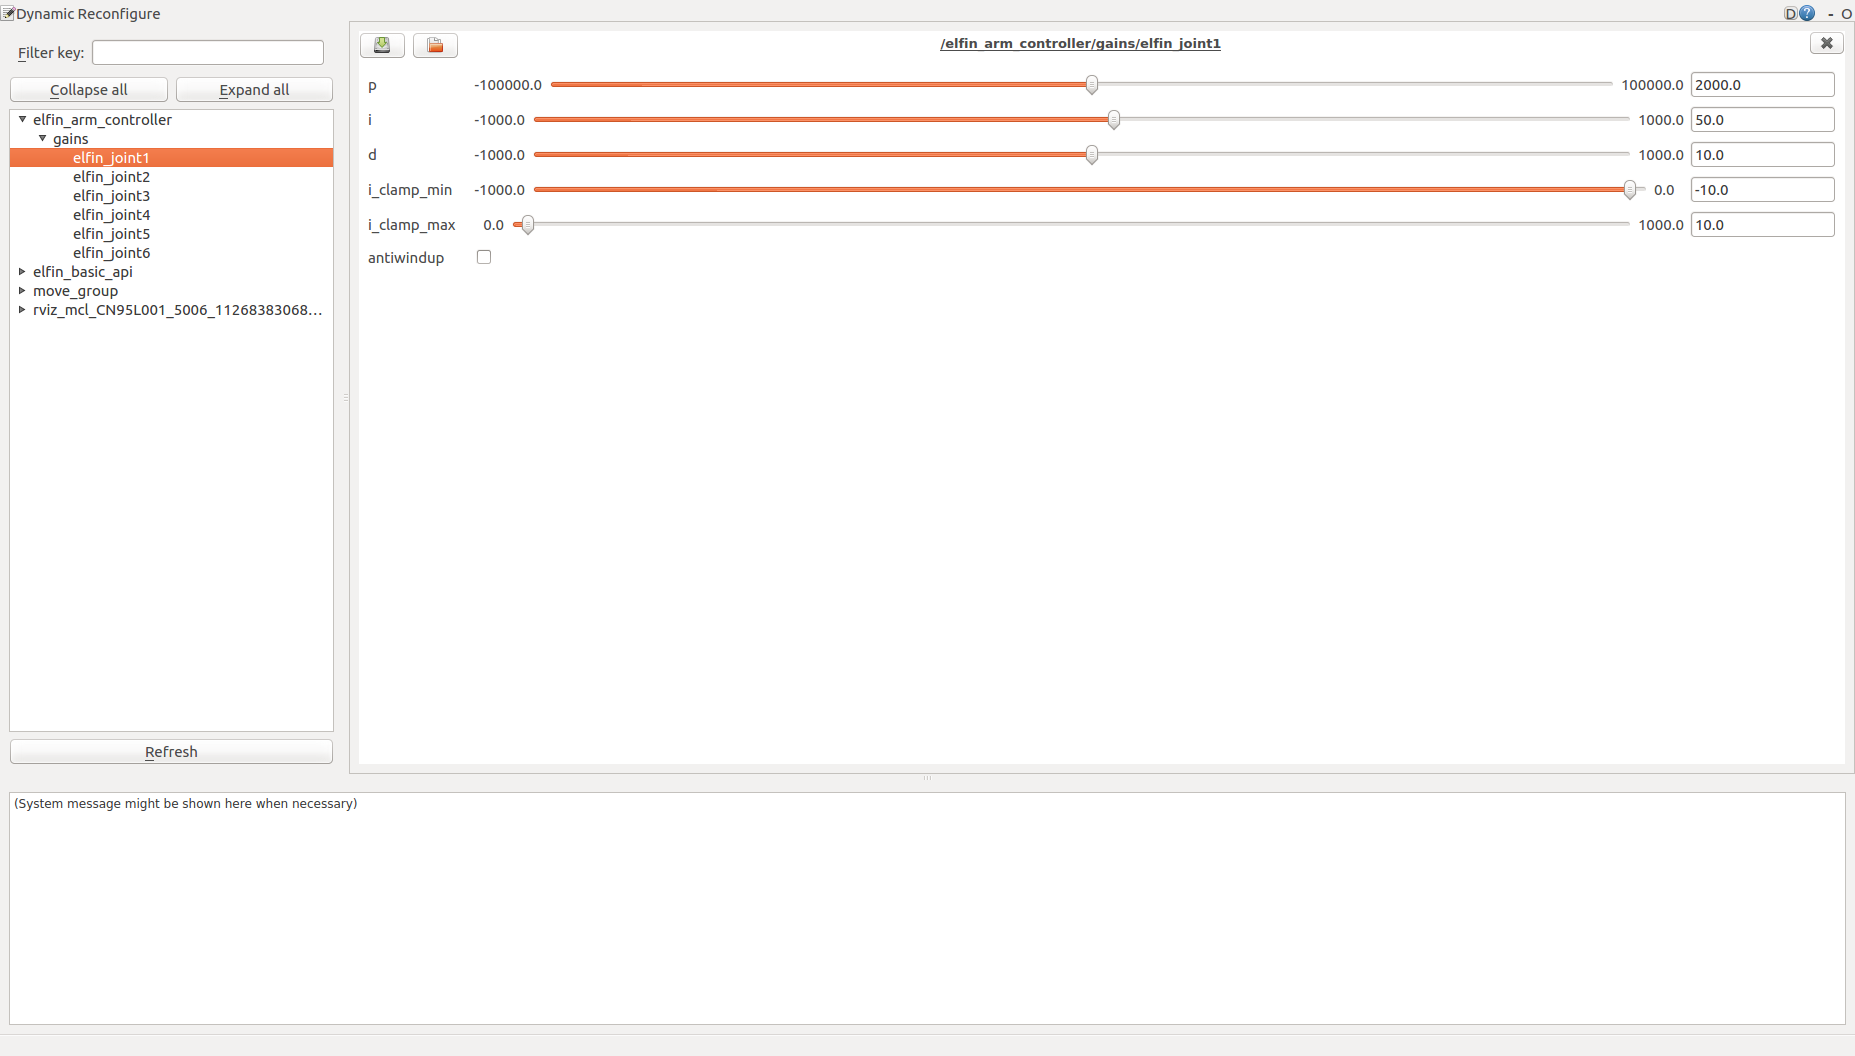 Dynamic Reconfigure
D ? - O
Filter key:
Collapse all Expand all
elfin_arm_controller
gains
elfin_joint1
elfin_joint2
elfin_joint3
elfin_joint4
elfin_joint5
elfin_joint6
elfin_basic_api
move_group
rviz_mcl_CN95L001_5006_11268383068...
Refresh
/elfin_arm_controller/gains/elfin_joint1
p -100000.0 100000.0 2000.0
i -1000.0 1000.0 50.0
d -1000.0 1000.0 10.0
i_clamp_min -1000.0 0.0 -10.0
i_clamp_max 0.0 1000.0 10.0
antiwindup
(System message might be shown here when necessary)